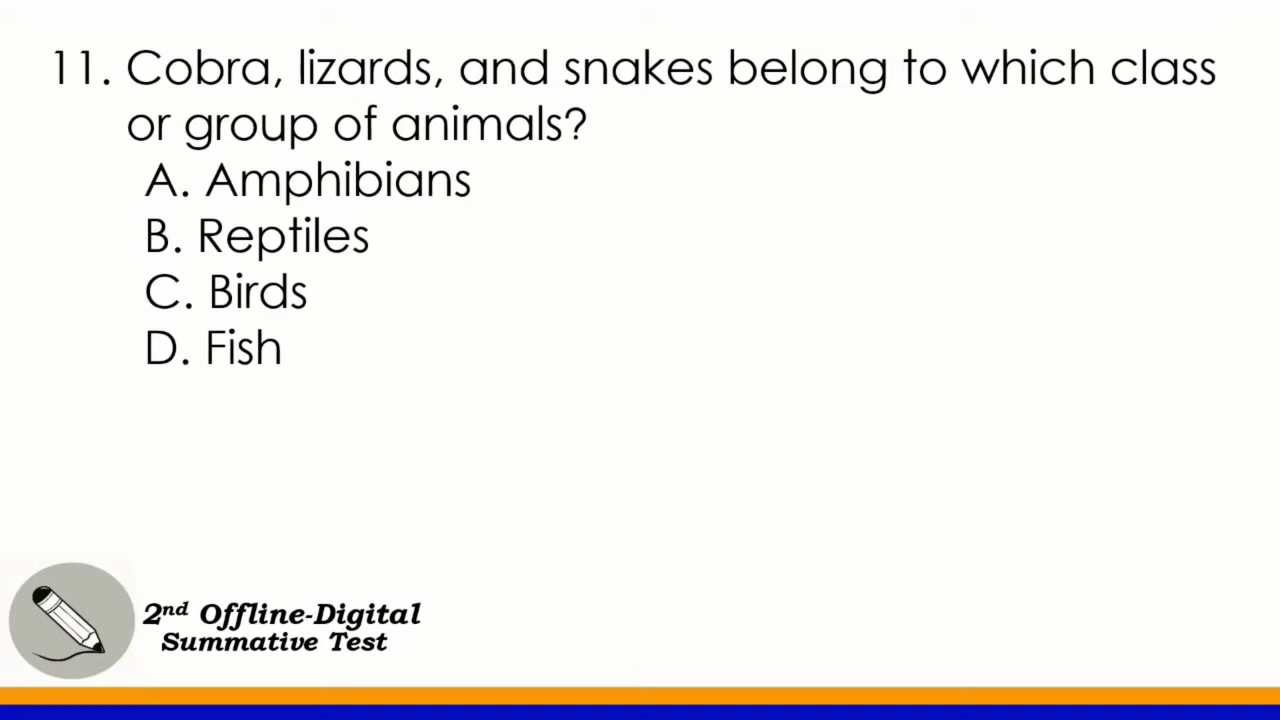 11. Cobra, lizards, and snakes belong to which class
or group of animals?
A. Amphibians
B. Reptiles
C. Birds
D. Fish
2nd Offline-Digital
Summative Test